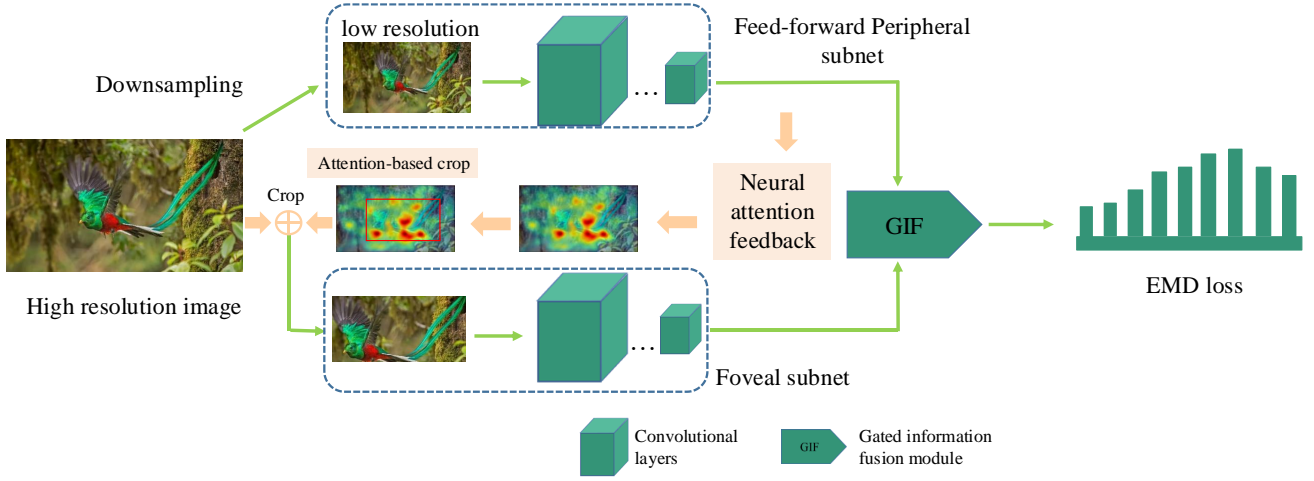 low resolution
Feed-forward Peripheral
subnet
Downsampling
...
Attention-based crop
Crop
Neural
attention
feedback
GIF
High resolution image
EMD loss
...
Foveal subnet
Convolutional
layers
GIF
Gated information
fusion module